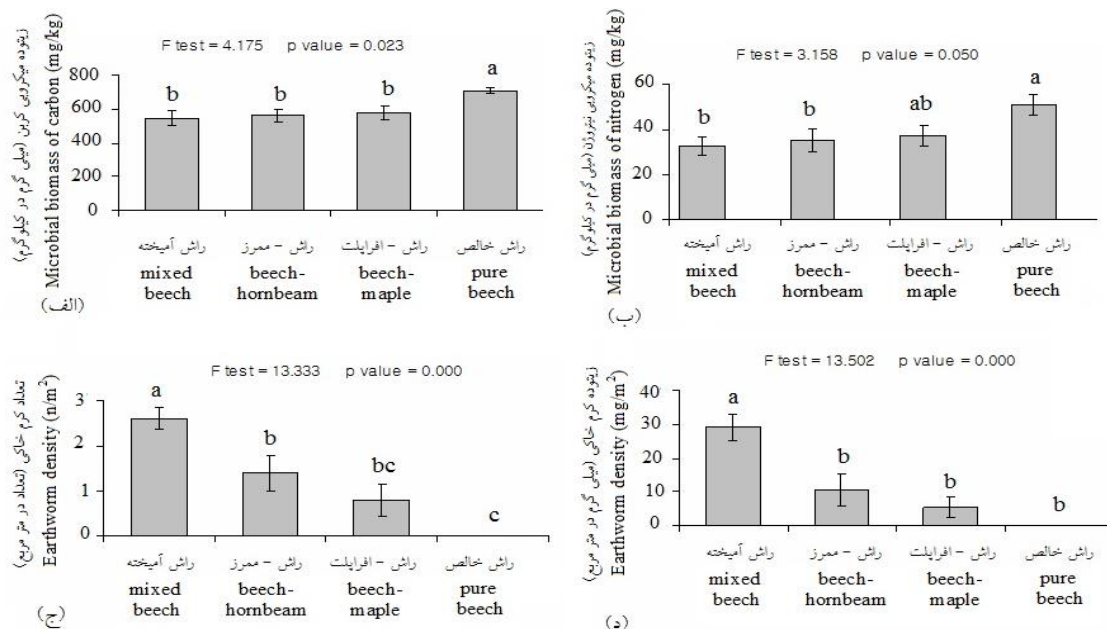 F test = 4.175 p value = 0.023
زیتوده میکروبی کربن (میلی گرم در کیلوگرم)
Microbial biomass of carbon (mg/kg)
800
600
400
200
0
b
b
b
a
راش آمیخته
راش - ممرز
راش - افراپلت
راش خالص
mixed
beech
beech-
hornbeam
beech-
maple
pure
beech
(الف)
F test = 3.158 p value = 0.050
زیتوده میکروبی نیتروژن (میلی گرم در کیلوگرم)
Microbial biomass of nitrogen (mg/kg)
60
40
20
0
b
b
ab
a
راش آمیخته
راش - ممرز
راش - افراپلت
راش خالص
mixed
beech
beech-
hornbeam
beech-
maple
pure
beech
(ب)
F test = 13.333 p value = 0.000
تعداد کرم خاکی (تعداد در متر مربع)
Earthworm density (n/m²)
3
2
1
0
a
b
bc
c
راش آمیخته
راش - ممرز
راش - افراپلت
راش خالص
mixed
beech
beech-
hornbeam
beech-
maple
pure
beech
(ج)
F test = 13.502 p value = 0.000
زیتوده کرم خاکی (میلی گرم در متر مربع)
Earthworm density (mg/m²)
40
30
20
10
0
a
b
b
b
راش آمیخته
راش - ممرز
راش - افراپلت
راش خالص
mixed
beech
beech-
hornbeam
beech-
maple
pure
beech
(د)